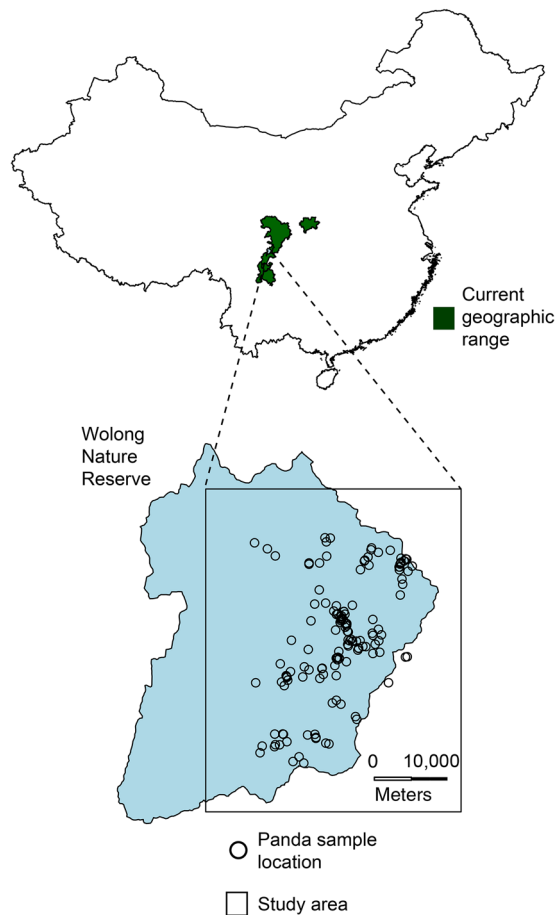 Current
geographic
range
Wolong
Nature
Reserve
0 10,000
Meters
Panda sample
location
Study area